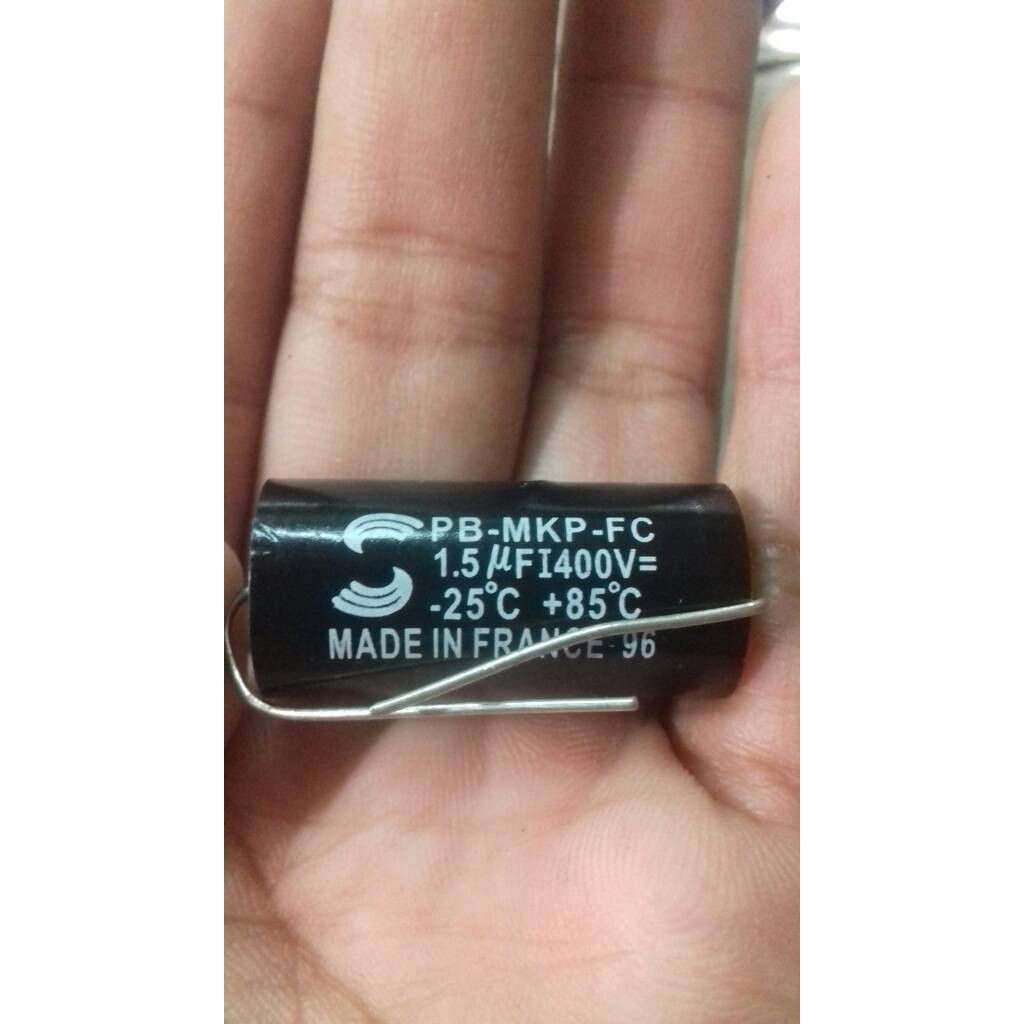 PB-MKP-FC
1.5µFI400V=
-25°C +85°C
MADE IN FRANCE 96